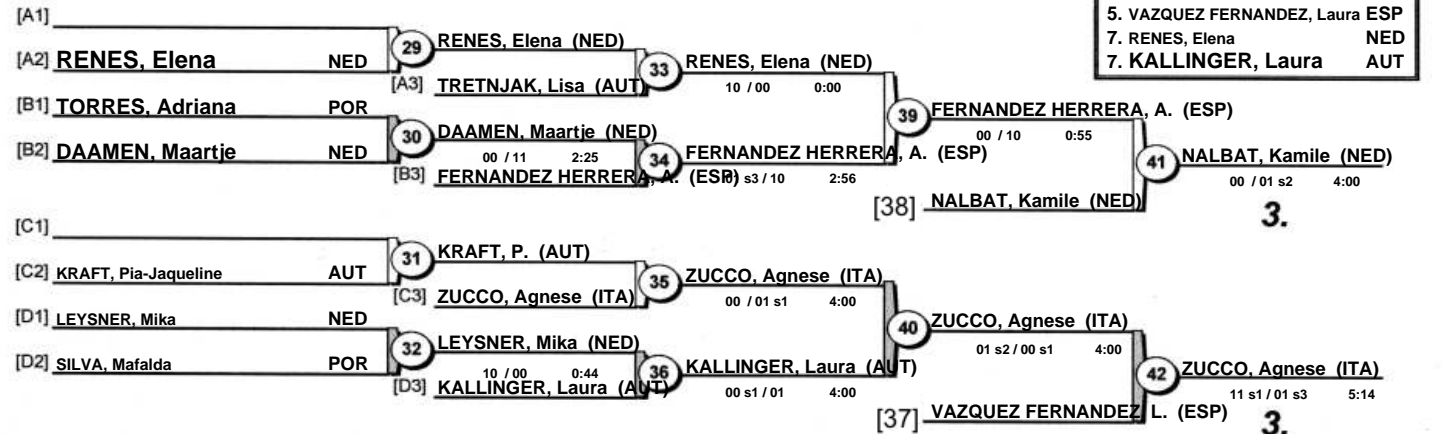 [A1]
[A2] RENES, Elena NED
29 RENES, Elena (NED)
[A3] TRETNJAK, Lisa (AUT)
33 RENES, Elena (NED)
10 / 00 0:00
[B1] TORRES, Adriana POR
[B2] DAAMEN, Maartje NED
30 DAAMEN, Maartje (NED)
00 / 11 2:25
[B3] FERNANDEZ HERRERA, A. (ESP)
34 FERNANDEZ HERRERA, A. (ESP)
s3 / 10 2:56
39 FERNANDEZ HERRERA, A. (ESP)
00 / 10 0:55
[38] NALBAT, Kamile (NED)
41 NALBAT, Kamile (NED)
00 / 01 s2 4:00
3.
[C1]
[C2] KRAFT, Pia-Jaqueline AUT
31 KRAFT, P. (AUT)
[C3] ZUCCO, Agnese (ITA)
35 ZUCCO, Agnese (ITA)
00 / 01 s1 4:00
[D1] LEYSNER, Mika NED
[D2] SILVA, Mafalda POR
32 LEYSNER, Mika (NED)
10 / 00 0:44
[D3] KALLINGER, Laura (AUT)
36 KALLINGER, Laura (AUT)
00 s1 / 01 4:00
40 ZUCCO, Agnese (ITA)
01 s2 / 00 s1 4:00
[37] VAZQUEZ FERNANDEZ, L. (ESP)
42 ZUCCO, Agnese (ITA)
11 s1 / 01 s3 5:14
3.
5. VAZQUEZ FERNANDEZ, Laura ESP
7. RENES, Elena NED
7. KALLINGER, Laura AUT